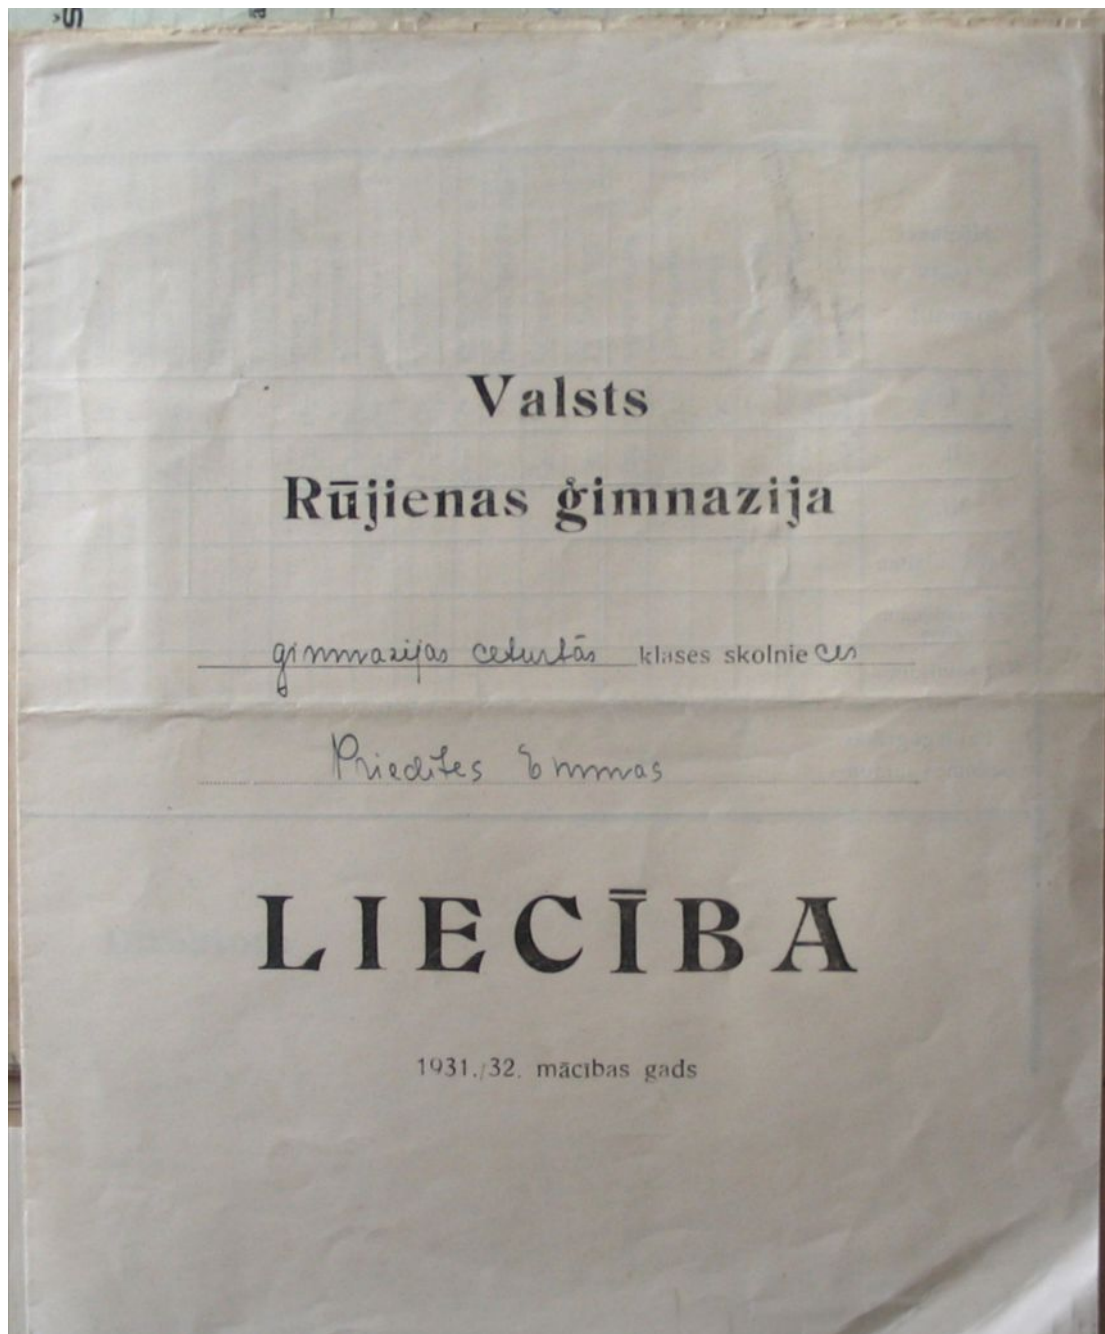 Valsts
Rūjienas ģimnazija
ģimnazijas ceturtās klases skolnieces
Priedītes Emmas
LIECĪBA
1931./32. mācības gads